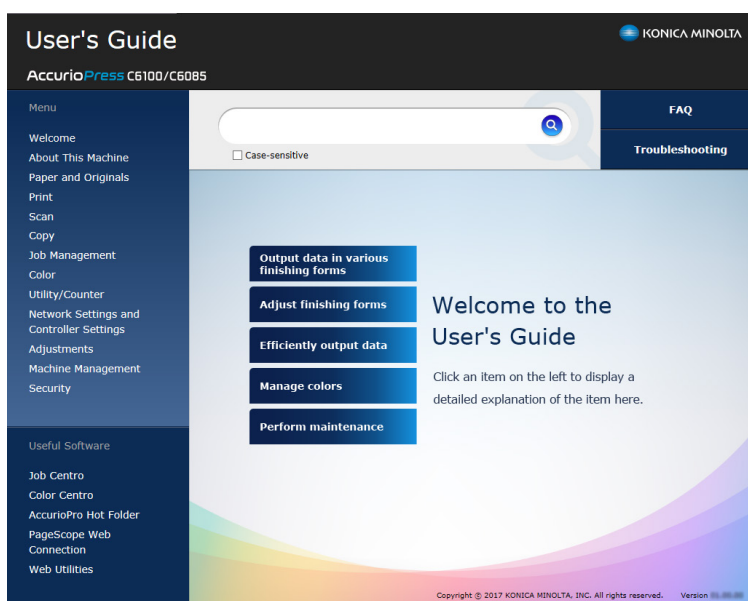 User's Guide
KONICA MINOLTA
AccurioPress C6100/C6085
Menu
Welcome
About This Machine
Paper and Originals
Print
Scan
Copy
Job Management
Color
Utility/Counter
Network Settings and
Controller Settings
Adjustments
Machine Management
Security
Useful Software
Job Centro
Color Centro
AccurioPro Hot Folder
PageScope Web
Connection
Web Utilities
Case-sensitive
FAQ
Troubleshooting
Output data in various
finishing forms
Adjust finishing forms
Efficiently output data
Manage colors
Perform maintenance
Welcome to the
User's Guide
Click an item on the left to display a
detailed explanation of the item here.
Copyright © 2017 KONICA MINOLTA, INC. All rights reserved. Version